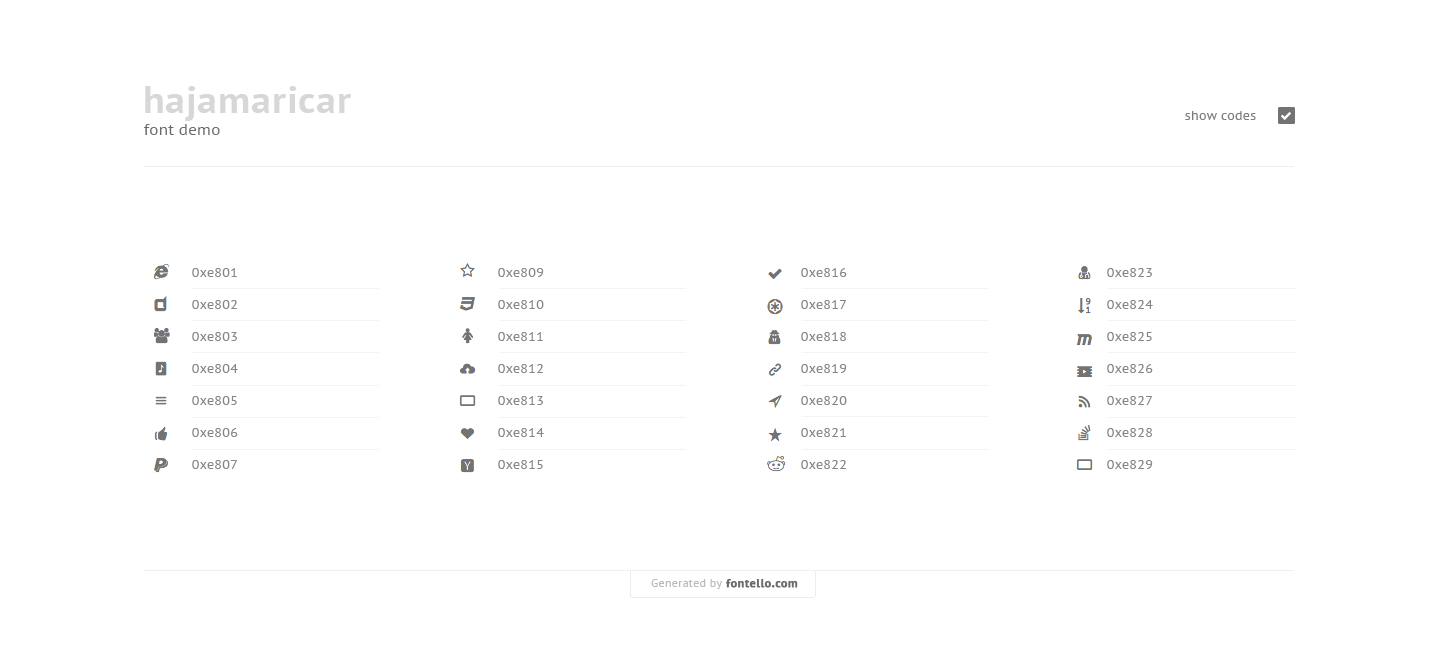 hajamaricar
font demo
show codes
0xe801
0xe802
0xe803
0xe804
0xe805
0xe806
0xe807
0xe809
0xe810
0xe811
0xe812
0xe813
0xe814
0xe815
0xe816
0xe817
0xe818
0xe819
0xe820
0xe821
0xe822
0xe823
0xe824
0xe825
0xe826
0xe827
0xe828
0xe829
Generated by fontello.com